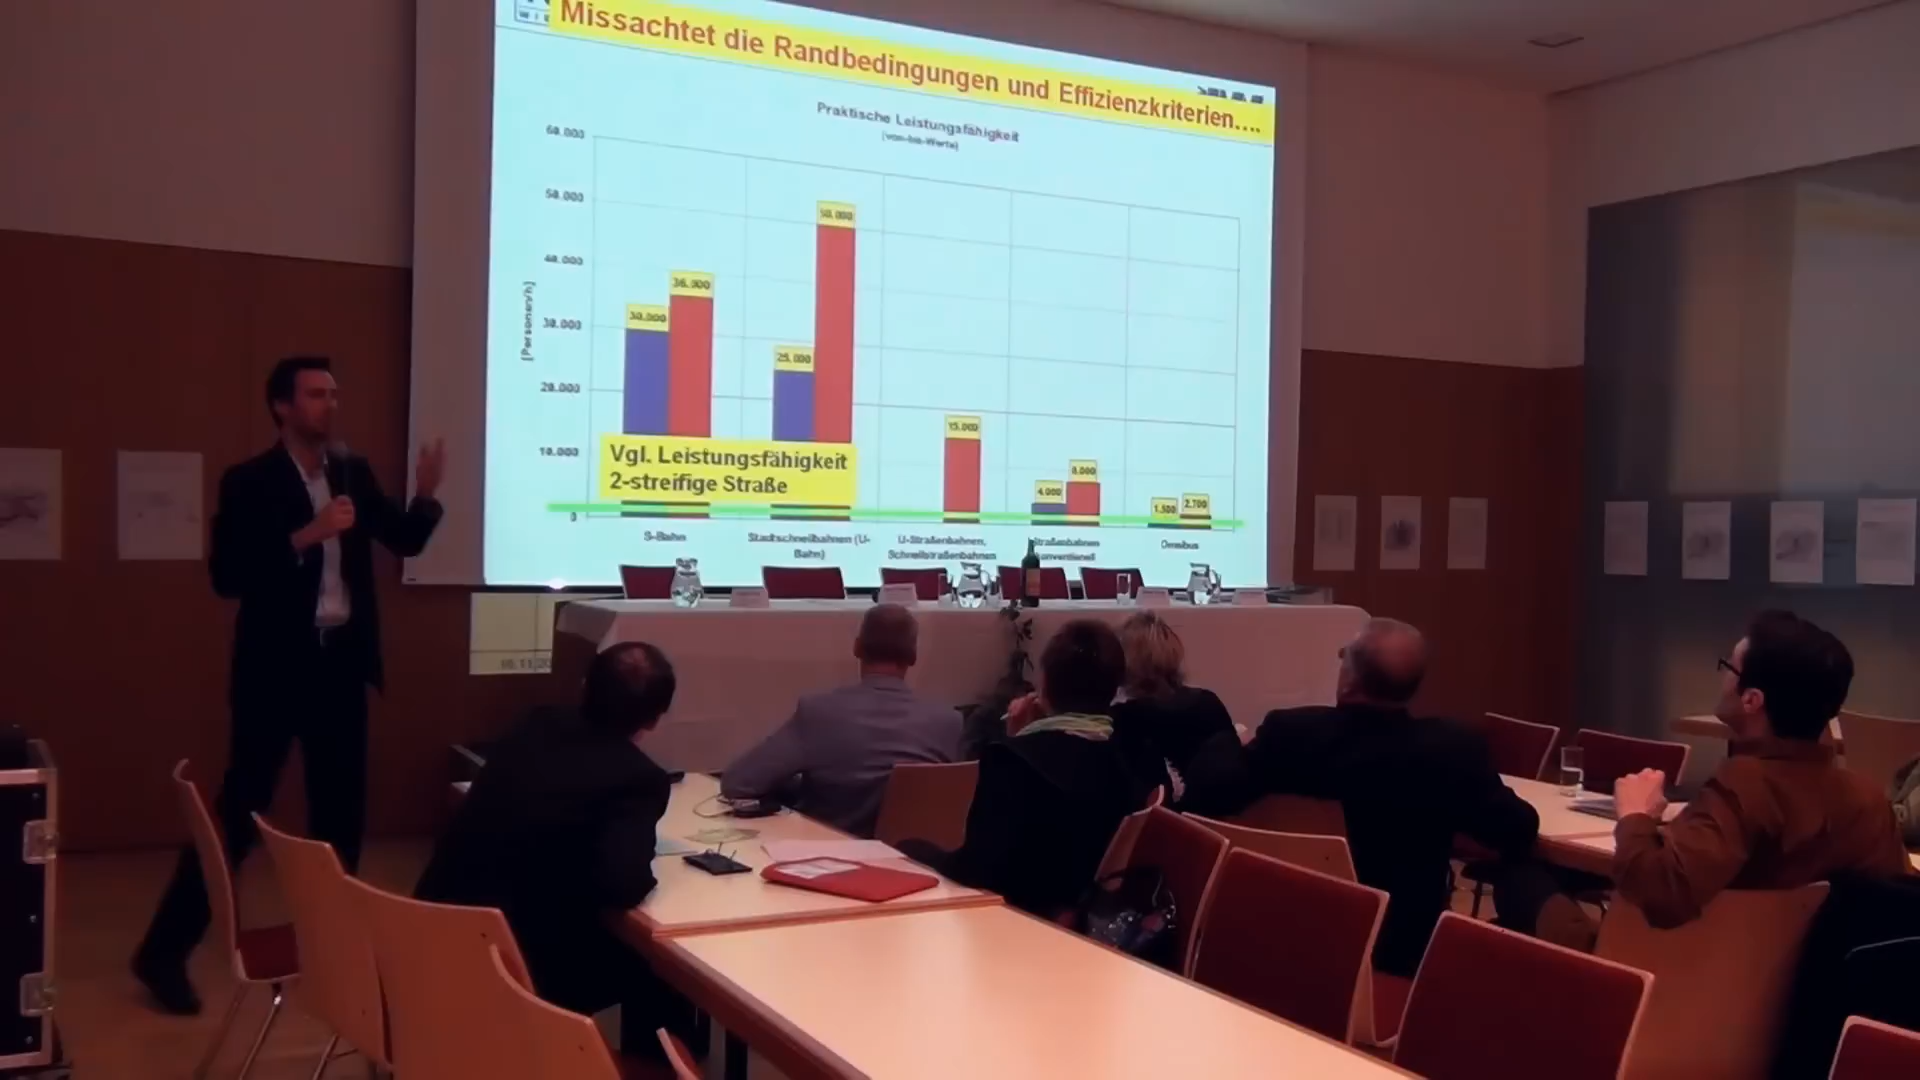 Missachtet die Randbedingungen und Effizienzkriterien....
Praktische Leistungsfähigkeit
(von-bis-Werte)
60.000
50.000
40.000
30.000
20.000
10.000
0
[Personen/h]
30.000
36.000
25.000
50.000
15.000
4.000
8.000
1.500
2.700
Vgl. Leistungsfähigkeit
2-streifige Straße
S-Bahn
Stadtschnellbahnen (U-
Bahn)
U-Straßenbahnen,
Schnellstraßenbahnen
Straßenbahnen
konventionell
Omnibus